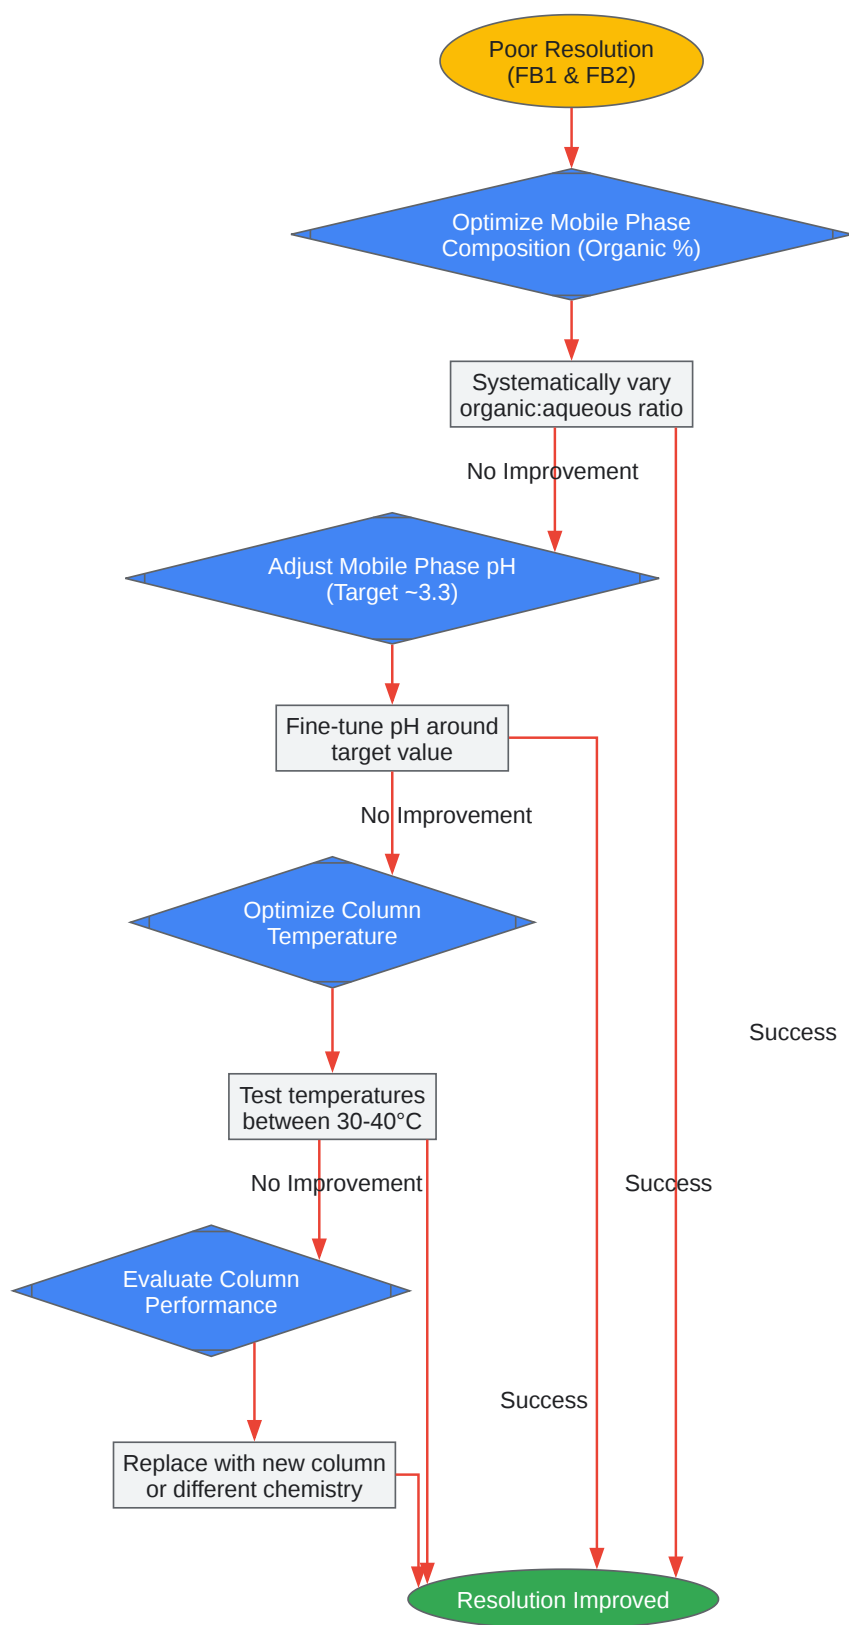 Poor Resolution
(FB1 & FB2)
Optimize Mobile Phase
Composition (Organic %)
Systematically vary
organic:aqueous ratio
No Improvement
Adjust Mobile Phase pH
(Target ~3.3)
Fine-tune pH around
target value
No Improvement
Optimize Column
Temperature
Success
Test temperatures
between 30-40°C
No Improvement
Success
Evaluate Column
Performance
Success
Replace with new column
or different chemistry
Resolution Improved